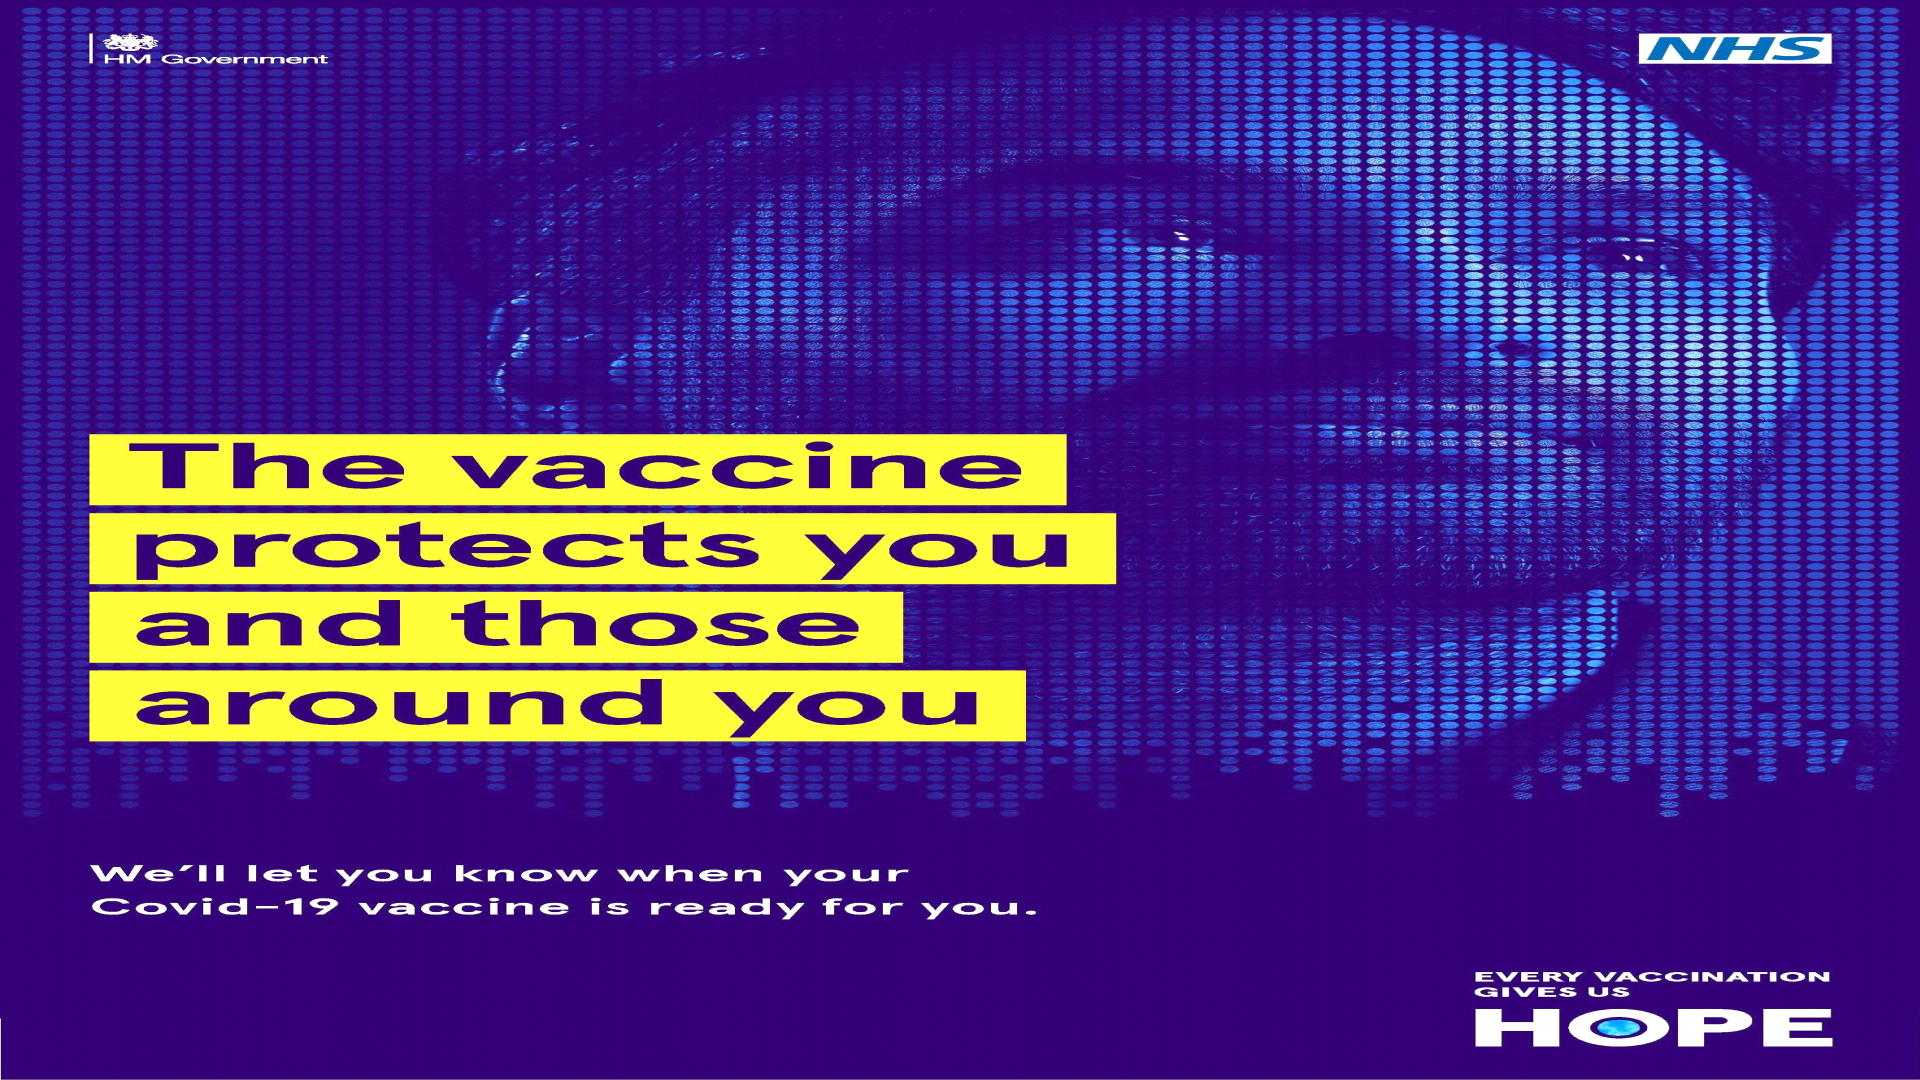 HM Government
NHS
The vaccine
protects you
and those
around you
We’ll let you know when your
Covid-19 vaccine is ready for you.
EVERY VACCINATION
GIVES US
HOPE